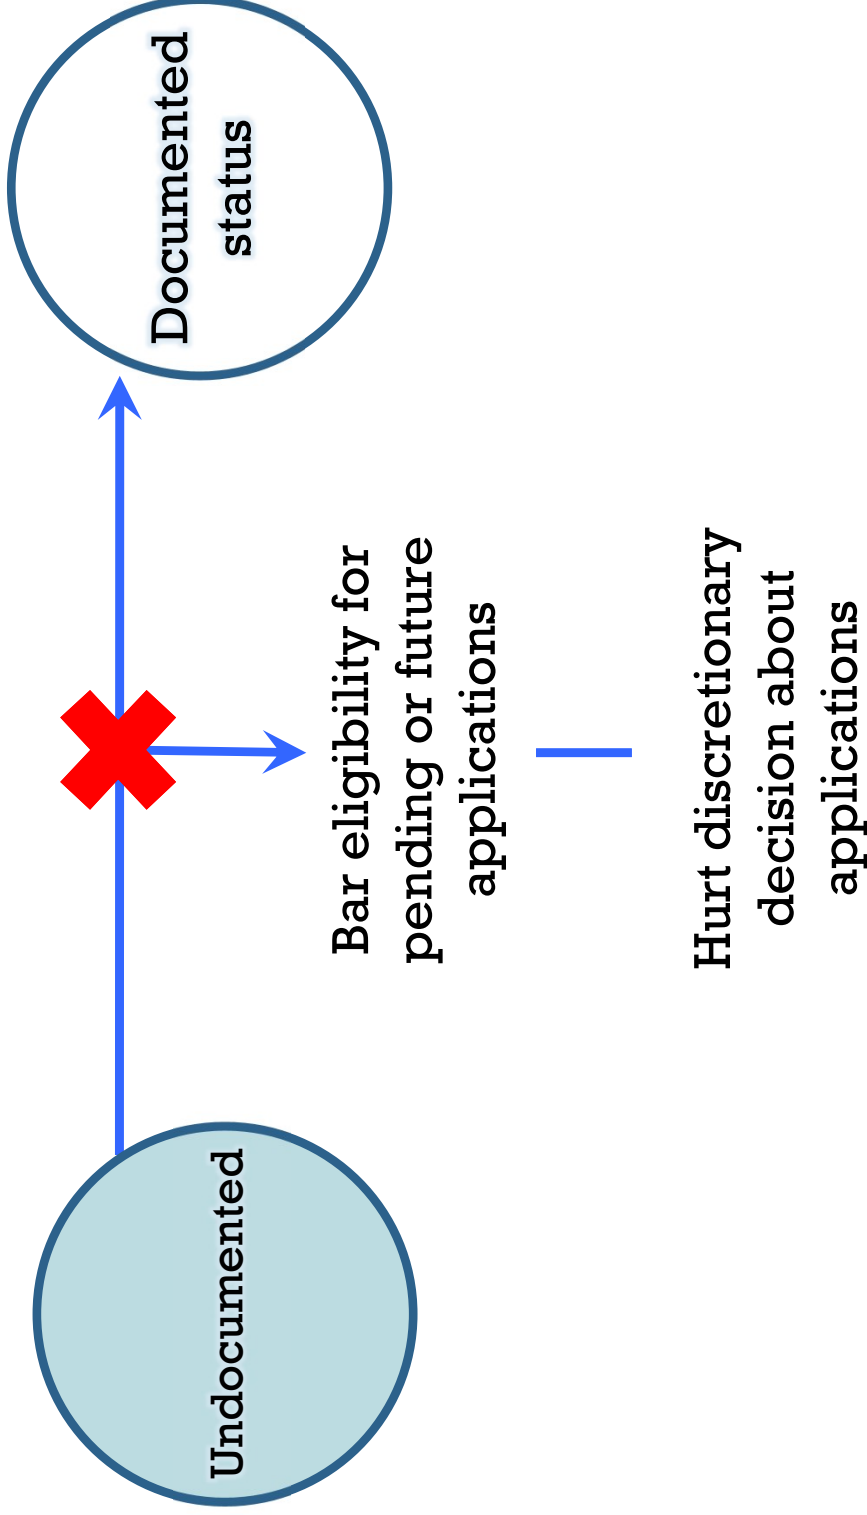 Undocumented
Documented
status
Bar eligibility for
pending or future
applications
Hurt discretionary
decision about
applications